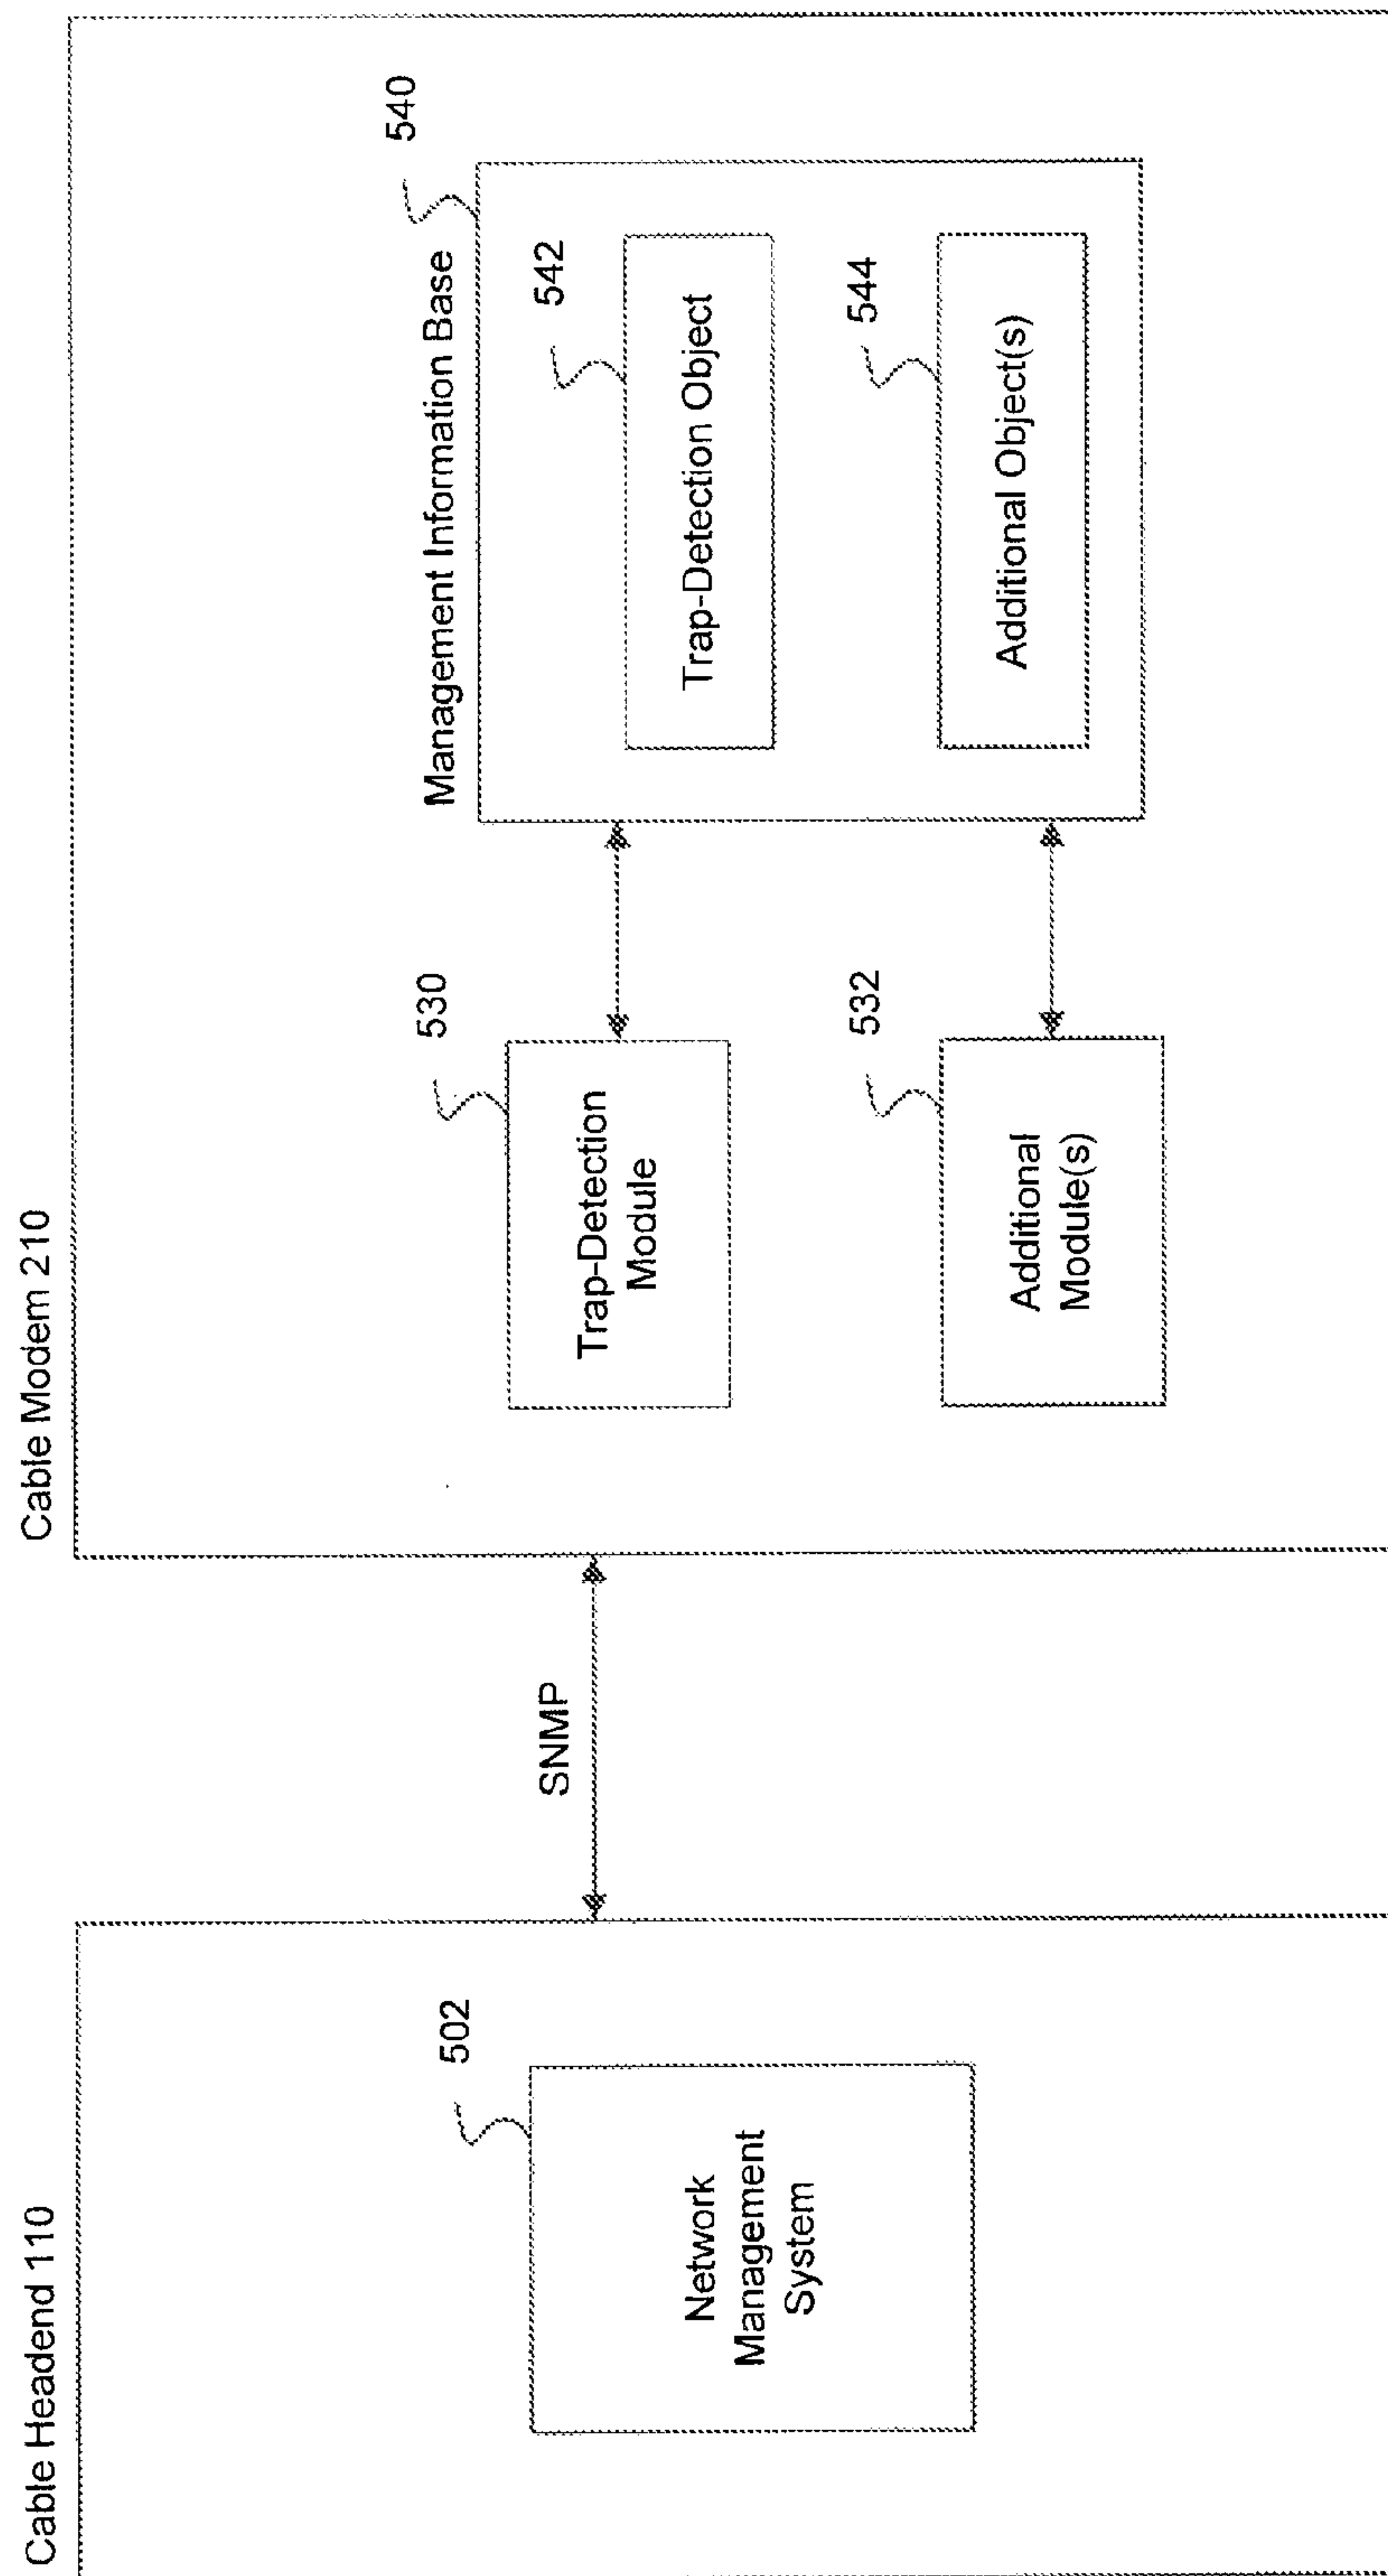 Cable Headend 110
502
Network
Management
System
SNMP
Cable Modem 210
530
Trap-Detection
Module
532
Additional
Module(s)
Management Information Base
540
542
Trap-Detection Object
544
Additional Object(s)